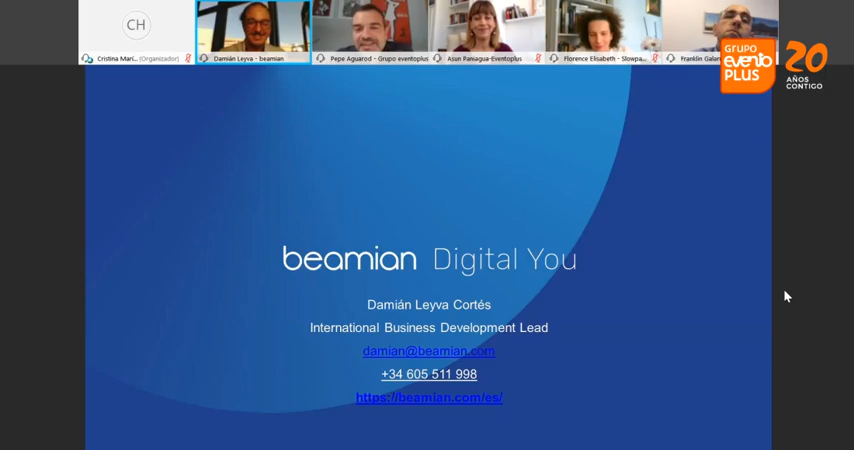 CH
Cristina Marí... (Organizador)
Damián Leyva - beamian
Pepe Aguarod - Grupo eventoplus
Asun Paniagua-Eventoplus
Florence Elisabeth - Slowpa...
Franklin
GRUPO
evento
PLUS
20
AÑOS
CONTIGO
beamian Digital You
Damián Leyva Cortés
International Business Development Lead
damian@beamian.com
+34 605 511 998
https://beamian.com/es/